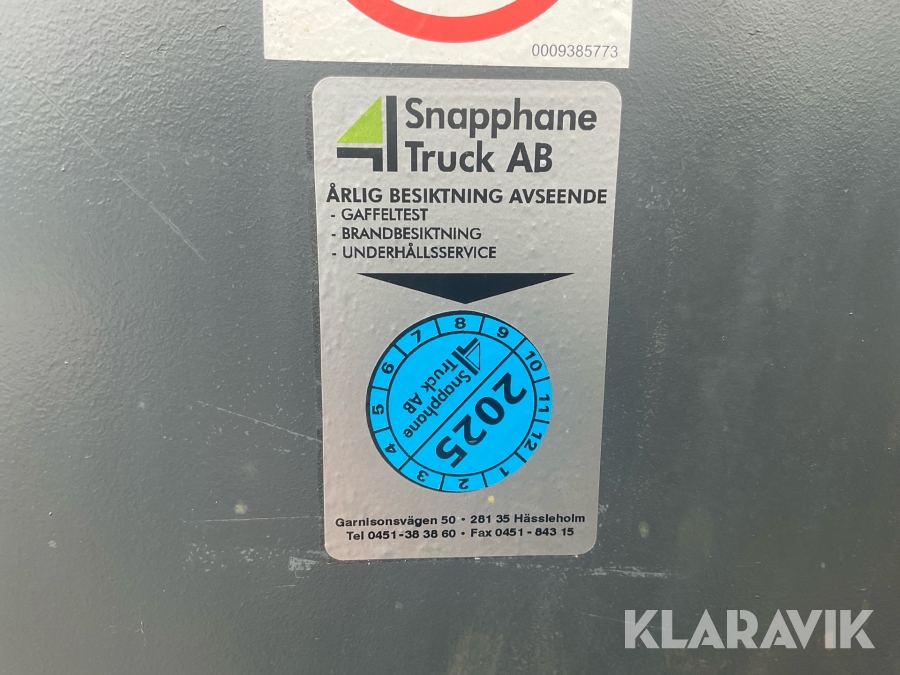 0009385773
Snapphane
Truck AB
ÅRLIG BESIKTNING AVSEENDE
- GAFFELTEST
- BRANDBESIKTNING
- UNDERHÅLLSSERVICE
1 2 3 4 5 6 7 8 9 10 11 12
Snapphane
Truck AB
2025
Garnisonsvägen 50 • 281 35 Hässleholm
Tel 0451-38 38 60 • Fax 0451 - 843 15
KLARAVIK